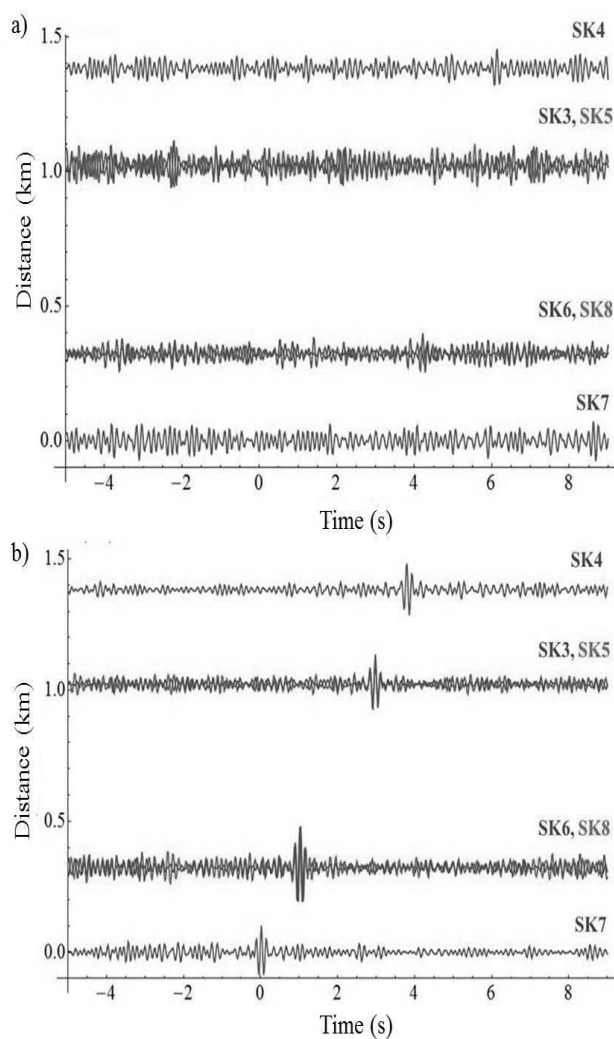 a)
1.5
SK4
SK3, SK5
1.0
Distance (km)
0.5
SK6, SK8
SK7
0.0
−4 −2 0 2 4 6 8
Time (s)
b)
1.5
SK4
SK3, SK5
1.0
Distance (km)
0.5
SK6, SK8
SK7
0.0
−4 −2 0 2 4 6 8
Time (s)